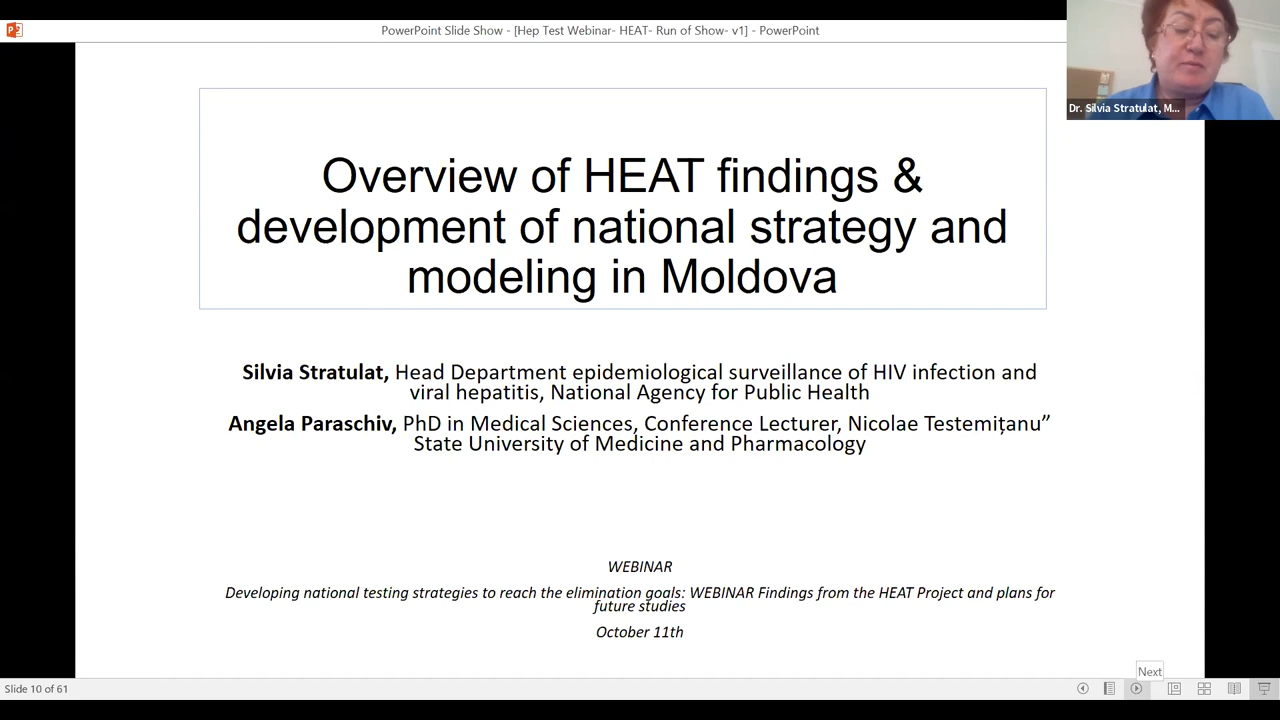 PowerPoint Slide Show - [Hep Test Webinar- HEAT- Run of Show- v1] - PowerPoint
Dr. Silvia Stratulat, M...
Overview of HEAT findings &
development of national strategy and
modeling in Moldova
Silvia Stratulat, Head Department epidemiological surveillance of HIV infection and
viral hepatitis, National Agency for Public Health
Angela Paraschiv, PhD in Medical Sciences, Conference Lecturer, Nicolae Testemițanu”
State University of Medicine and Pharmacology
WEBINAR
Developing national testing strategies to reach the elimination goals: WEBINAR Findings from the HEAT Project and plans for
future studies
October 11th
Next
Slide 10 of 61